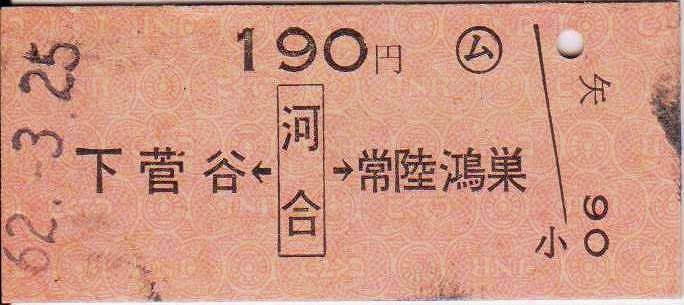 62.-3.25
190円 ㋰
下菅谷←河合→常陸鴻巣
矢
小 90